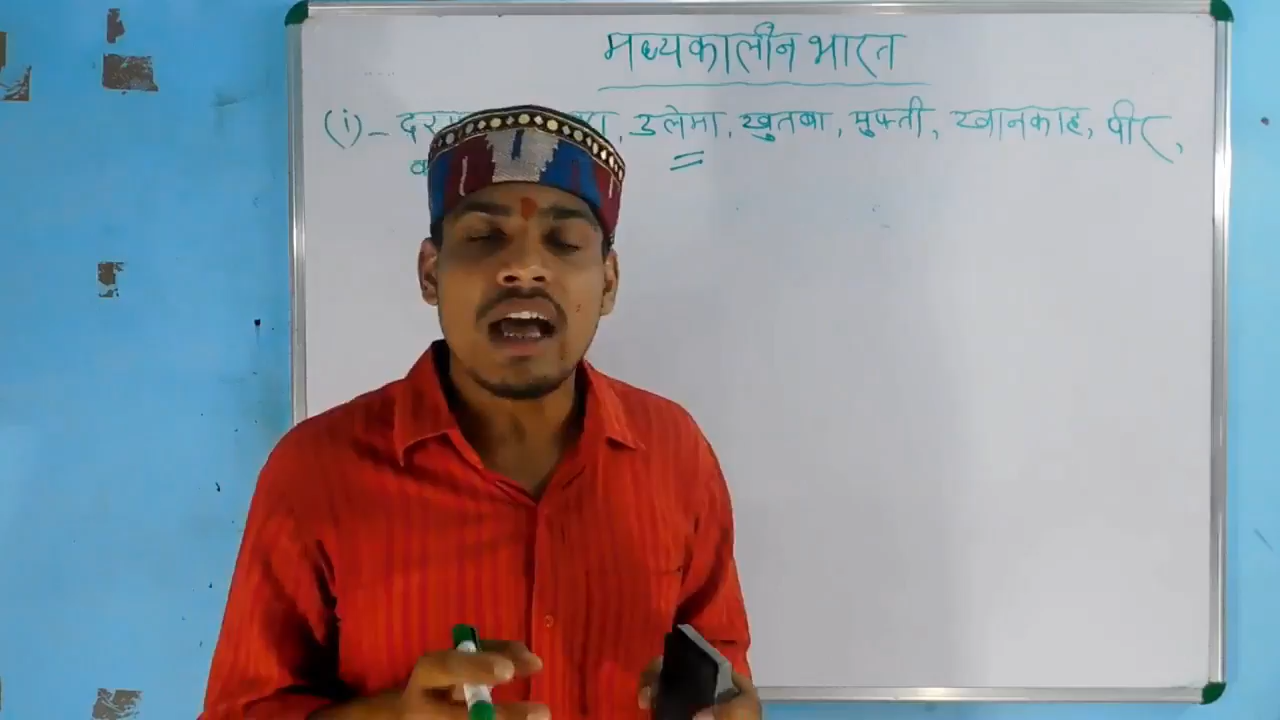 मध्यकालीन भारत
(i) - उलेमा, खुतबा, मुफ्ती, खानकाह, पीर,